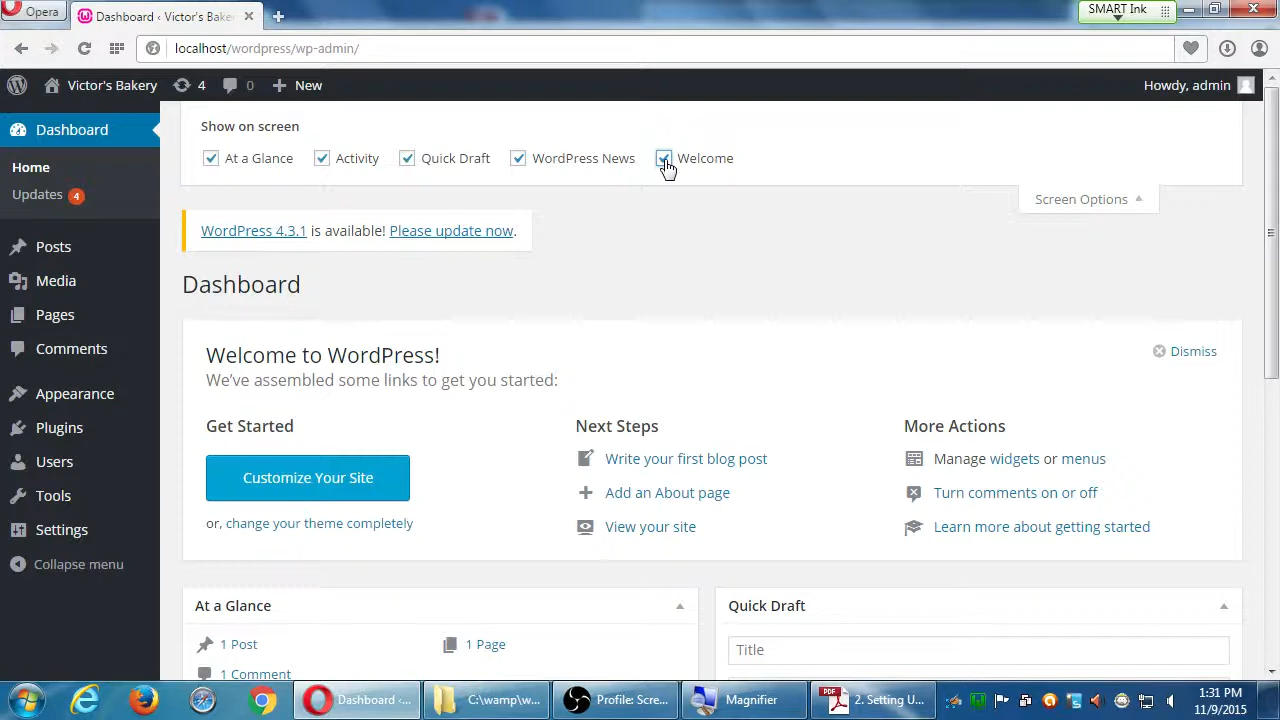 Opera
Dashboard ‹ Victor's Baker
SMART Ink
localhost/wordpress/wp-admin/
Victor's Bakery
4
0
New
Howdy, admin
Dashboard
Home
Updates 4
Posts
Media
Pages
Comments
Appearance
Plugins
Users
Tools
Settings
Collapse menu
Show on screen
At a Glance
Activity
Quick Draft
WordPress News
Welcome
Screen Options
WordPress 4.3.1 is available! Please update now.
Dashboard
Welcome to WordPress!
We've assembled some links to get you started:
Dismiss
Get Started
Customize Your Site
or, change your theme completely
Next Steps
Write your first blog post
Add an About page
View your site
More Actions
Manage widgets or menus
Turn comments on or off
Learn more about getting started
At a Glance
1 Post
1 Page
1 Comment
Quick Draft
Title
Dashboard ‹...
C:\wamp\w...
Profile: Scre...
Magnifier
2. Setting U...
1:31 PM
11/9/2015